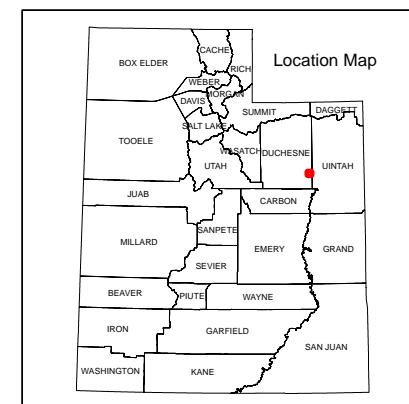 Location Map
BOX ELDER
CACHE
RICH
WEBER
MORGAN
DAVIS
SUMMIT
DAGGETT
SALT LAKE
TOOELE
WASATCH
DUCHESNE
UINTAH
UTAH
JUAB
CARBON
SANPETE
MILLARD
EMERY
GRAND
SEVIER
BEAVER
PIUTE
WAYNE
IRON
GARFIELD
SAN JUAN
WASHINGTON
KANE